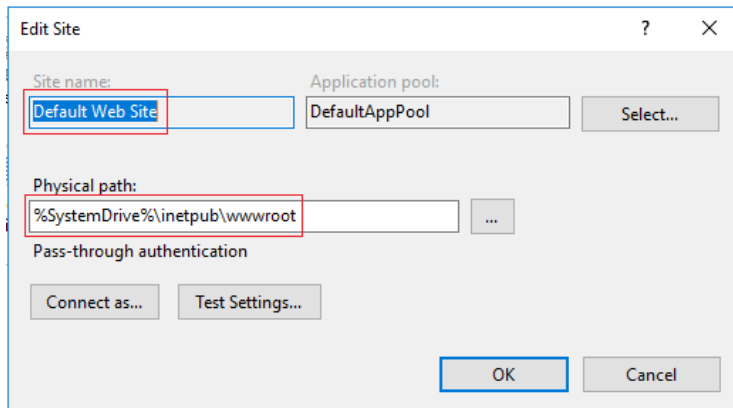 Edit Site
?
Site name:
Application pool:
Default Web Site
DefaultAppPool
Select...
Physical path:
%SystemDrive%\inetpub\wwwroot
...
Pass-through authentication
Connect as...
Test Settings...
OK
Cancel